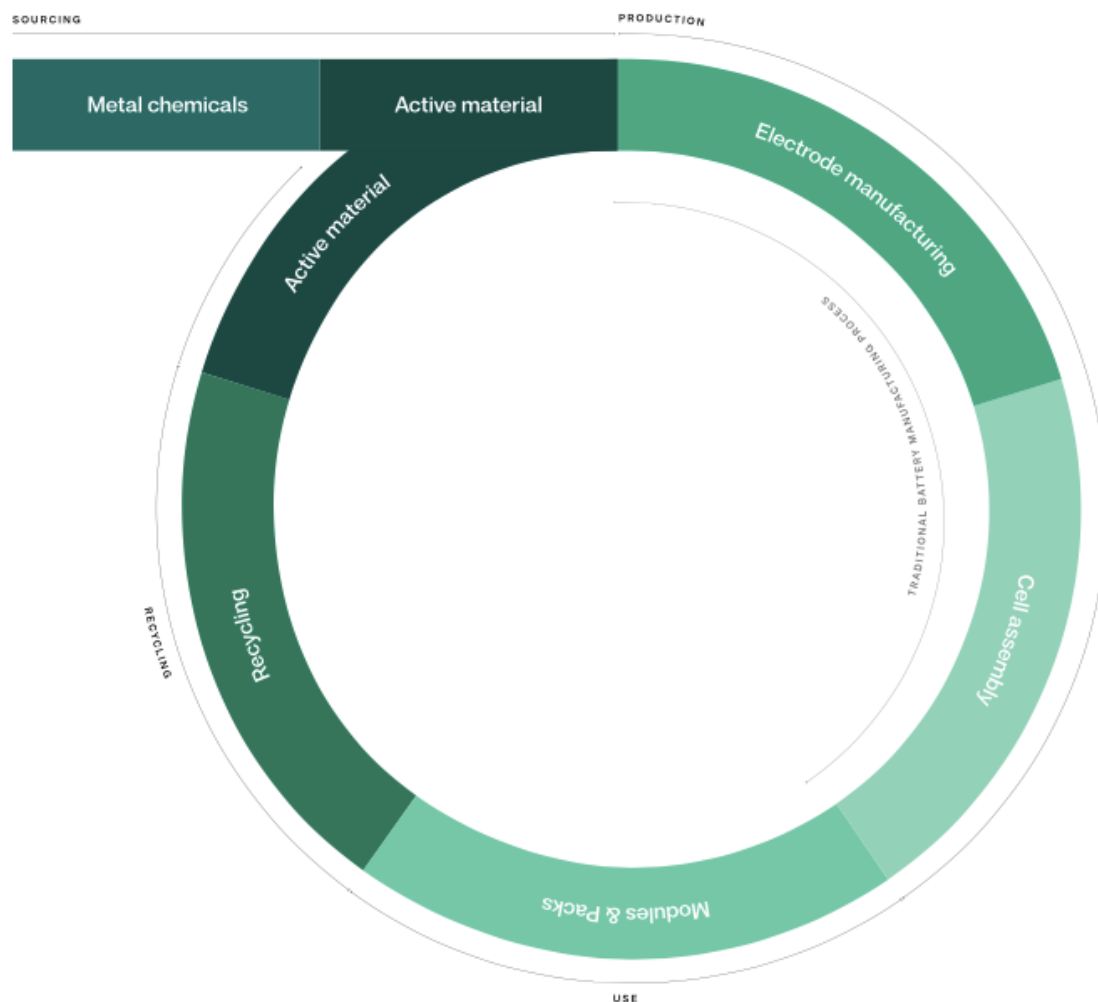 SOURCING
PRODUCTION
Metal chemicals
Active material
Electrode manufacturing
Active material
TRADITIONAL BATTERY MANUFACTURING PROCESS
Cell assembly
Recycling
RECYCLING
Modules & Packs
USE